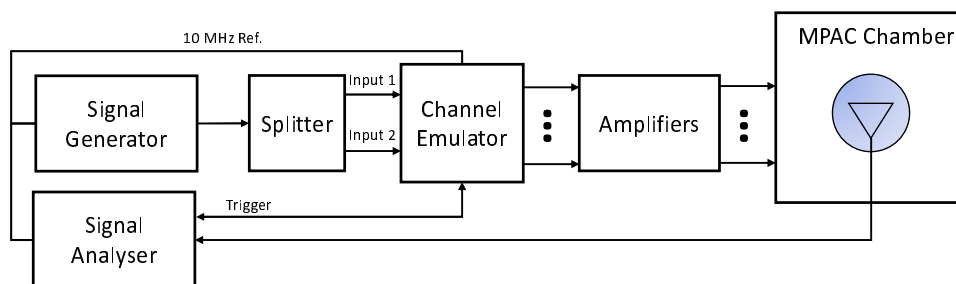 10 MHz Ref.
MPAC Chamber
Signal
Generator
Splitter
Input 1
Input 2
Channel
Emulator
Amplifiers
Trigger
Signal
Analyser